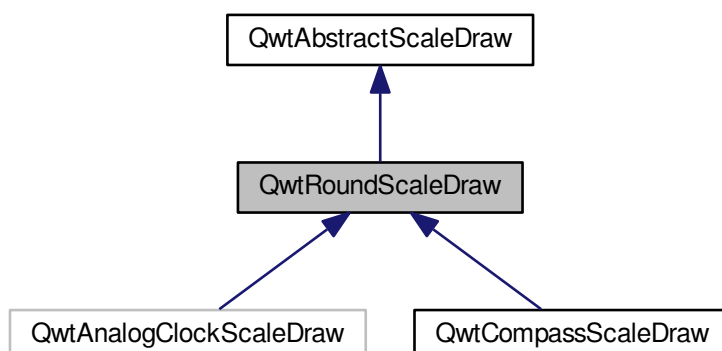 QwtAbstractScaleDraw
QwtRoundScaleDraw
QwtAnalogClockScaleDraw
QwtCompassScaleDraw